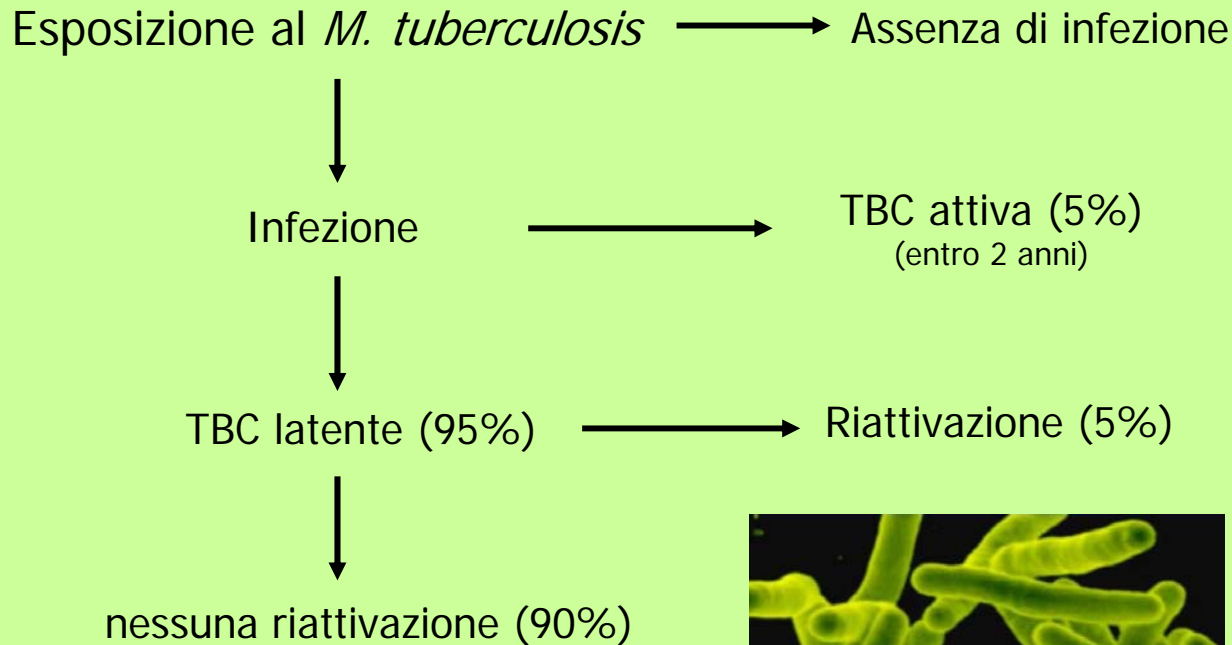 Esposizione al M. tuberculosis
Assenza di infezione
Infezione
TBC attiva (5%)
(entro 2 anni)
TBC latente (95%)
Riattivazione (5%)
nessuna riattivazione (90%)